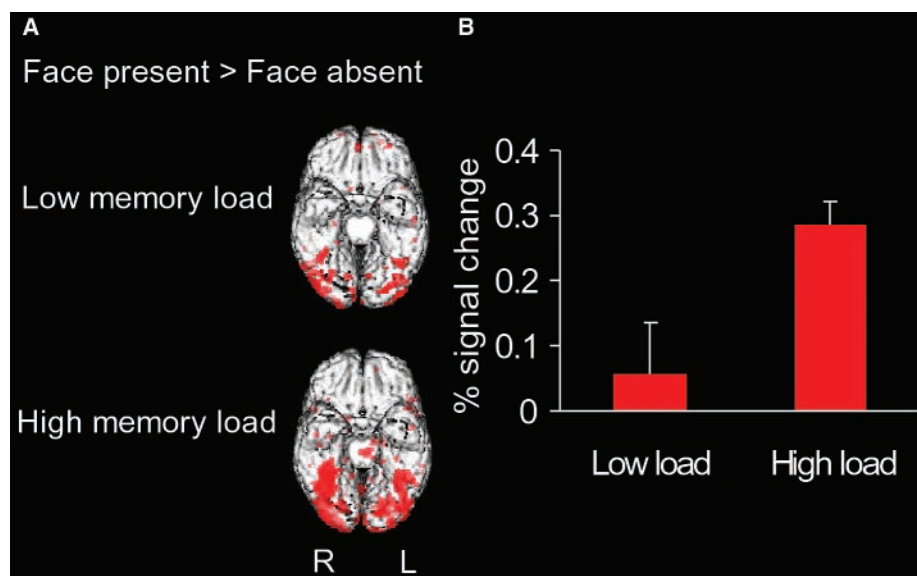 A
Face present > Face absent
Low memory load
High memory load
R L
B
% signal change
0.4
0.3
0.2
0.1
0
Low load High load